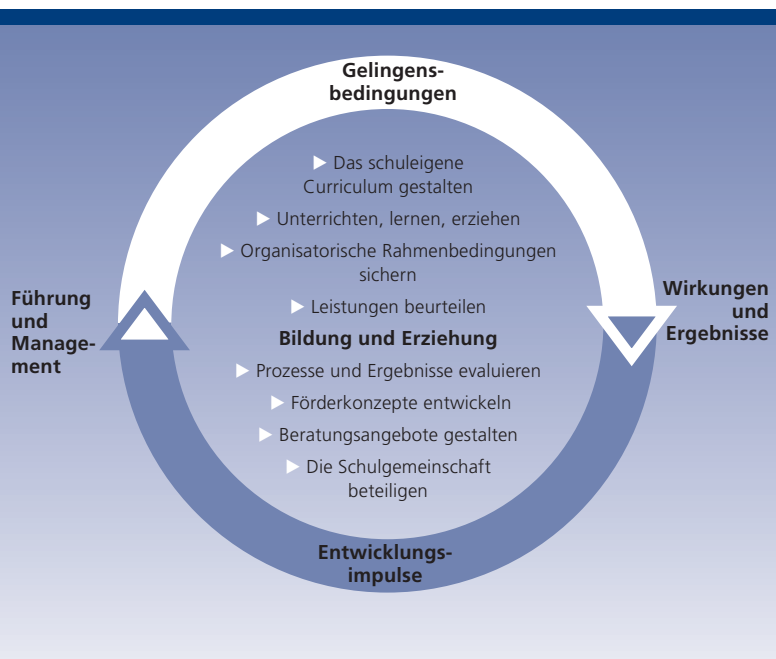 Gelingens-
bedingungen
▶ Das schuleigene
Curriculum gestalten
▶ Unterrichten, lernen, erziehen
▶ Organisatorische Rahmenbedingungen
sichern
▶ Leistungen beurteilen
Bildung und Erziehung
▶ Prozesse und Ergebnisse evaluieren
▶ Förderkonzepte entwickeln
▶ Beratungsangebote gestalten
▶ Die Schulgemeinschaft
beteiligen
Führung
und
Manage-
ment
Wirkungen
und
Ergebnisse
Entwicklungs-
impulse